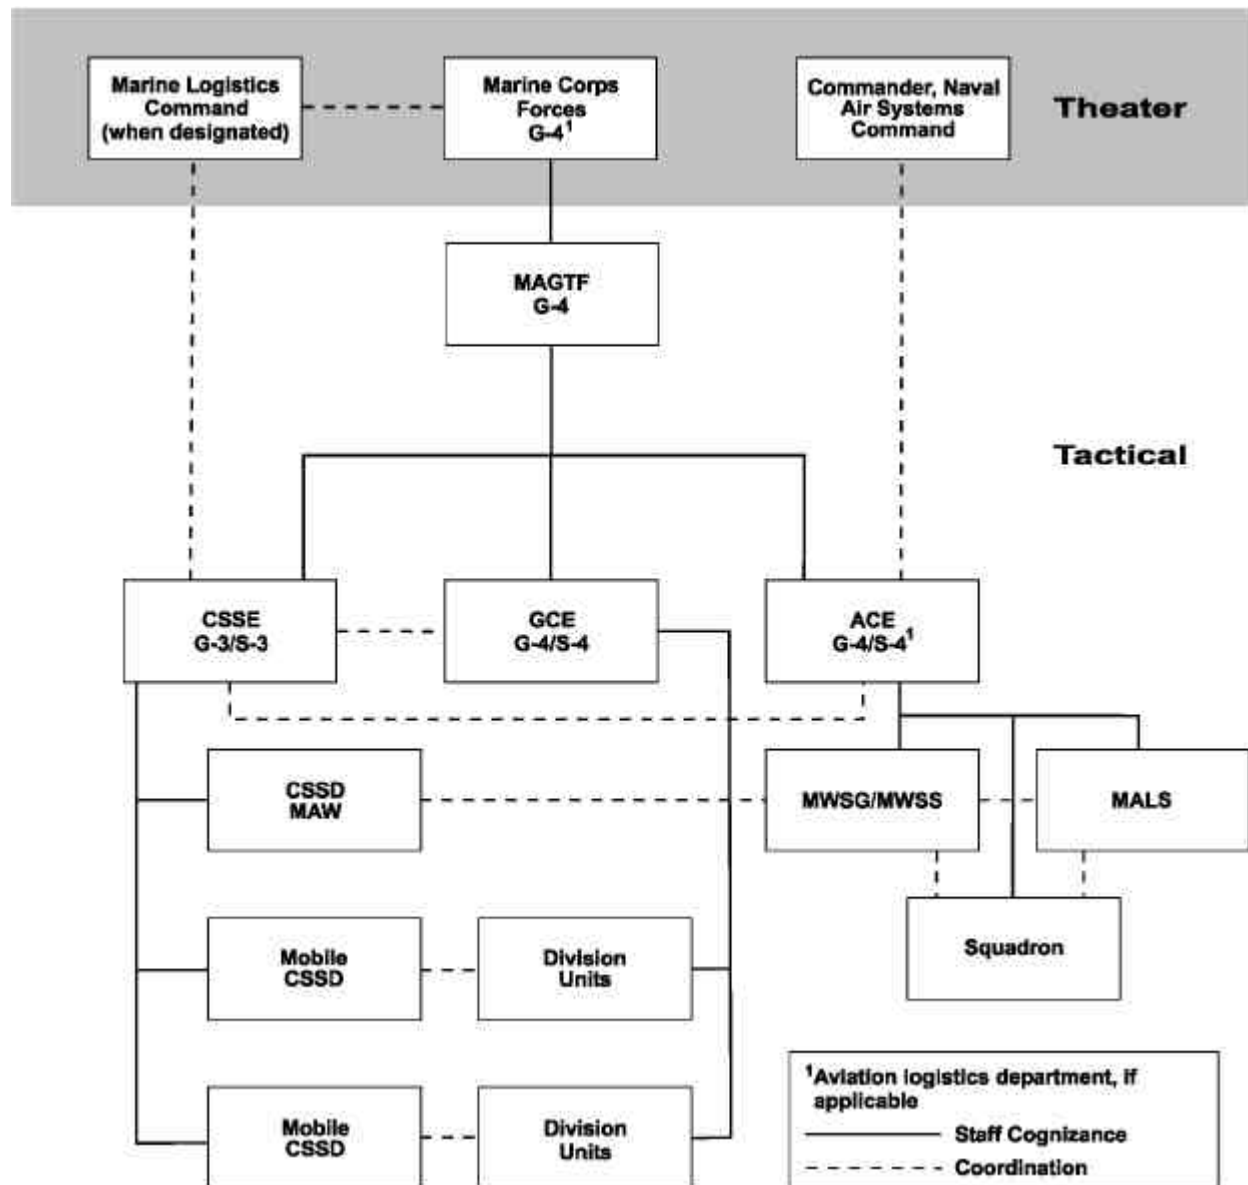 Marine Logistics
Command
(when designated)
Marine Corps
Forces
G-4¹
Commander, Naval
Air Systems
Command
Theater
MAGTF
G-4
Tactical
CSSE
G-3/S-3
GCE
G-4/S-4
ACE
G-4/S-4¹
CSSD
MAW
MWSG/MWSS
MALS
Mobile
CSSD
Division
Units
Squadron
Mobile
CSSD
Division
Units
¹Aviation logistics department, if
applicable
Staff Cognizance
Coordination